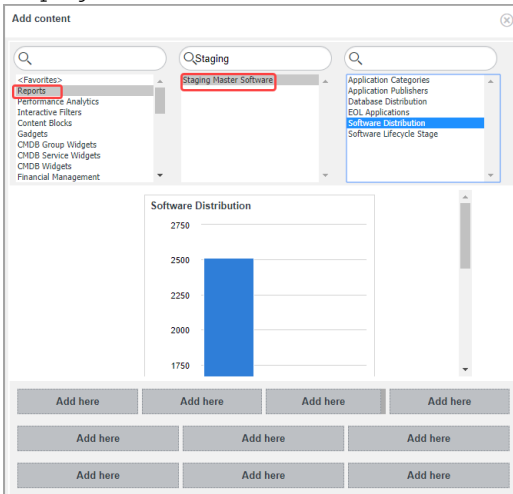 Add content
Staging
<Favorites>
Reports
Performance Analytics
Interactive Filters
Content Blocks
Gadgets
CMDB Group Widgets
CMDB Service Widgets
CMDB Widgets
Financial Management
Staging Master Software
Application Categories
Application Publishers
Database Distribution
EOL Applications
Software Distribution
Software Lifecycle Stage
Software Distribution
2750
2500
2250
2000
1750
Add here Add here Add here Add here
Add here Add here Add here
Add here Add here Add here